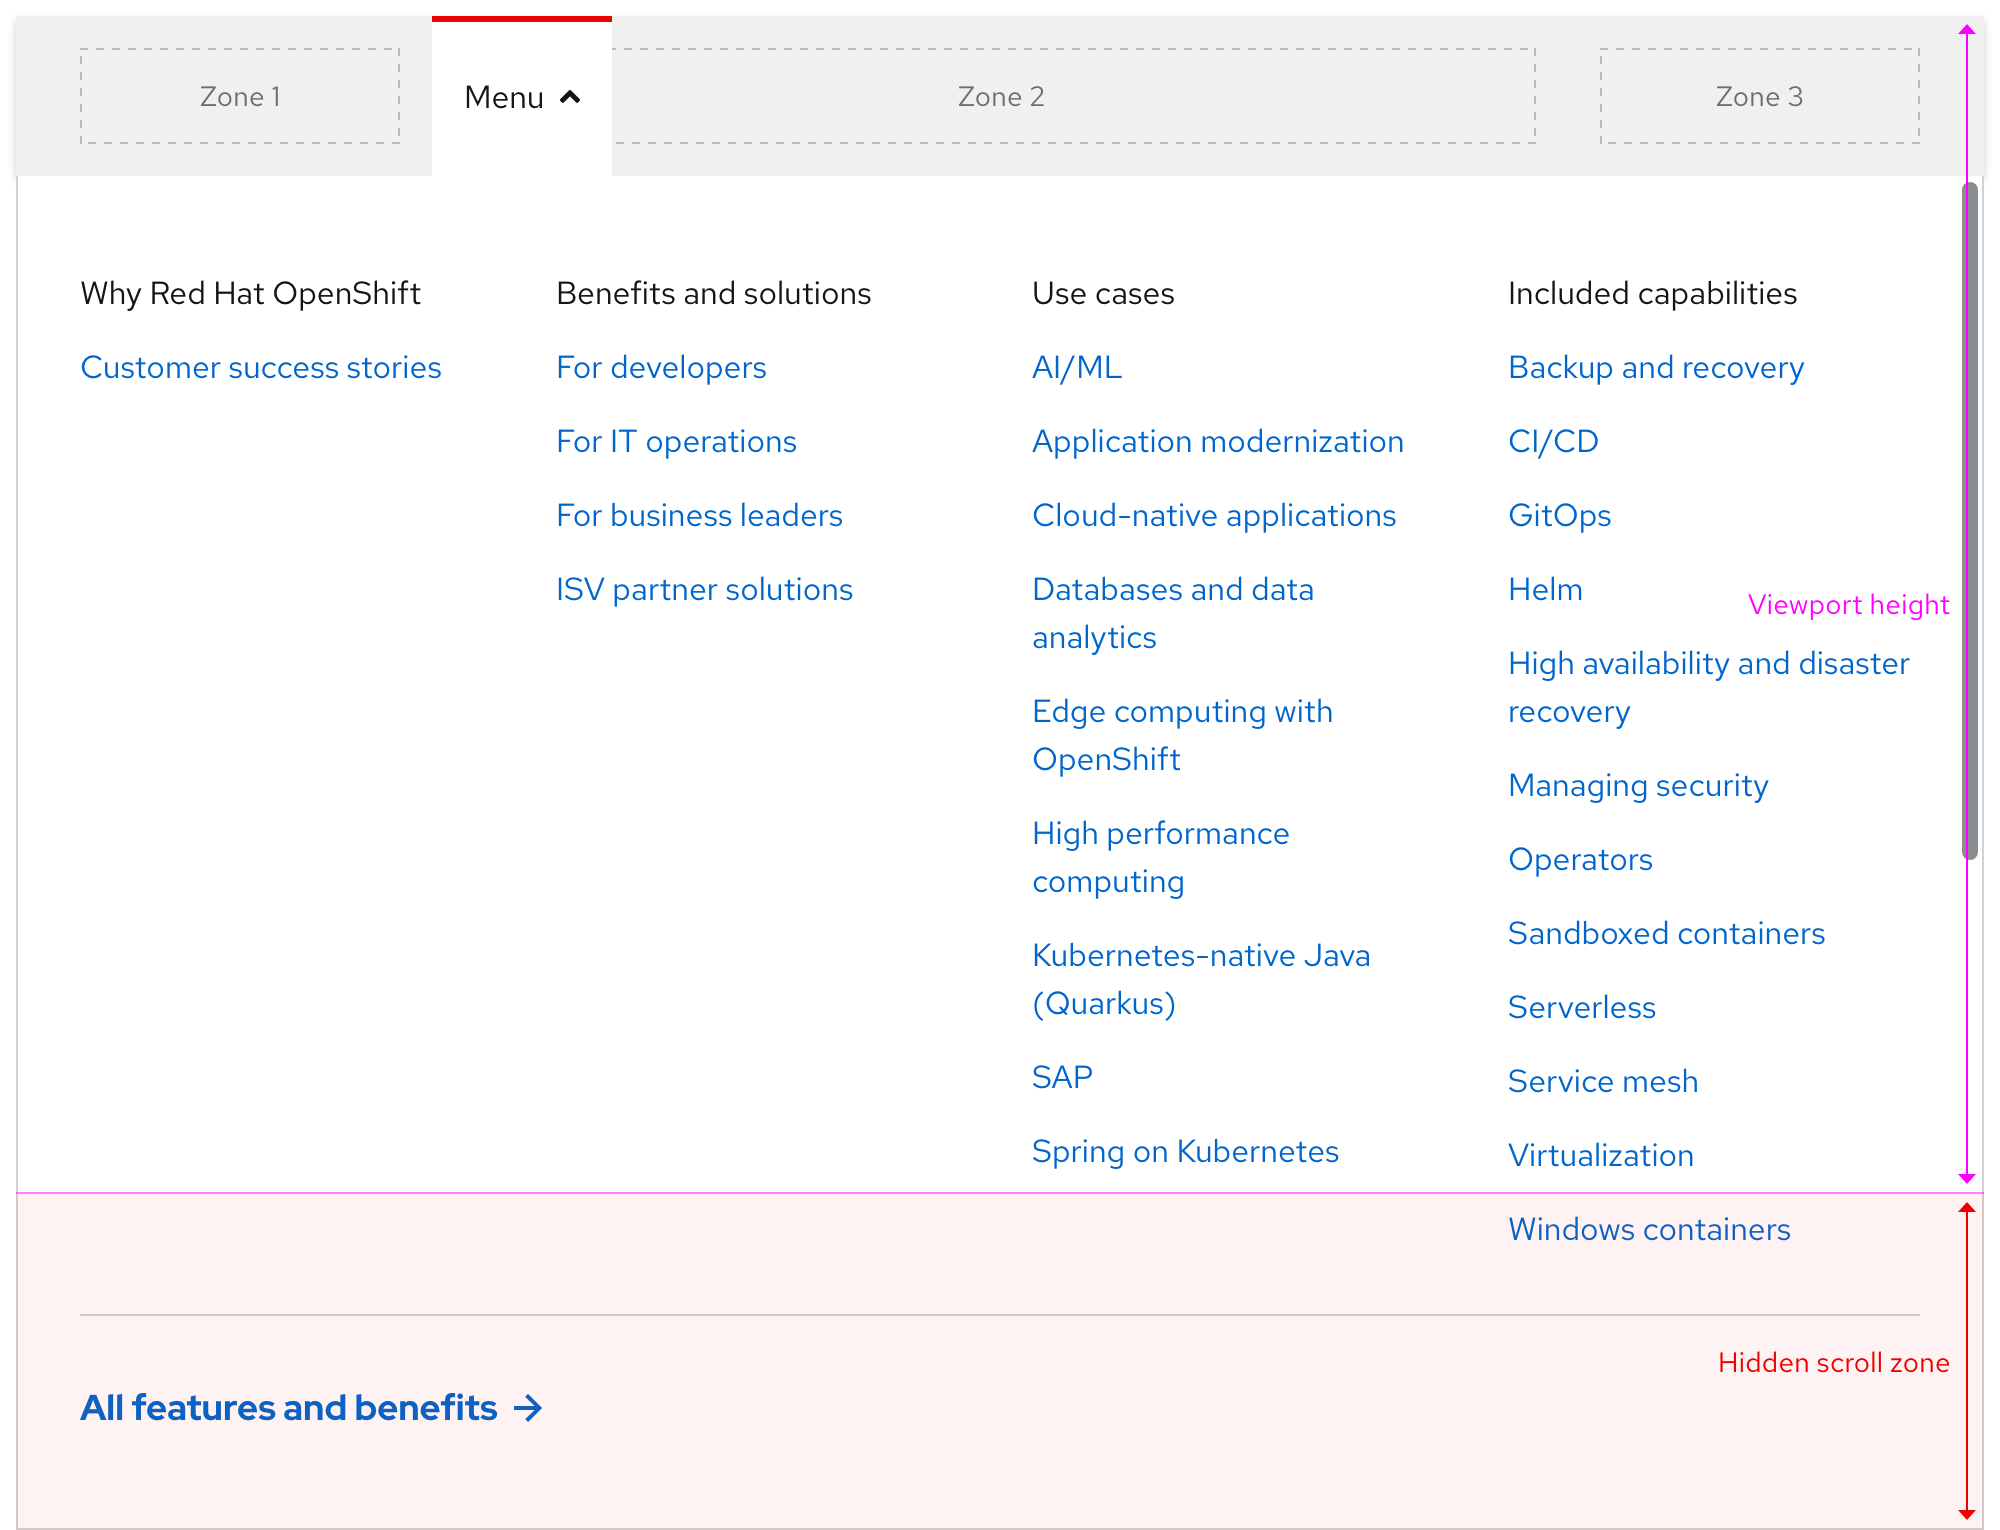 Zone 1
Menu
Zone 2
Zone 3
Why Red Hat OpenShift
Customer success stories
Benefits and solutions
For developers
For IT operations
For business leaders
ISV partner solutions
Use cases
AI/ML
Application modernization
Cloud-native applications
Databases and data
analytics
Edge computing with
OpenShift
High performance
computing
Kubernetes-native Java
(Quarkus)
SAP
Spring on Kubernetes
Included capabilities
Backup and recovery
CI/CD
GitOps
Helm
High availability and disaster
recovery
Managing security
Operators
Sandboxed containers
Serverless
Service mesh
Virtualization
Windows containers
Viewport height
Hidden scroll zone
All features and benefits